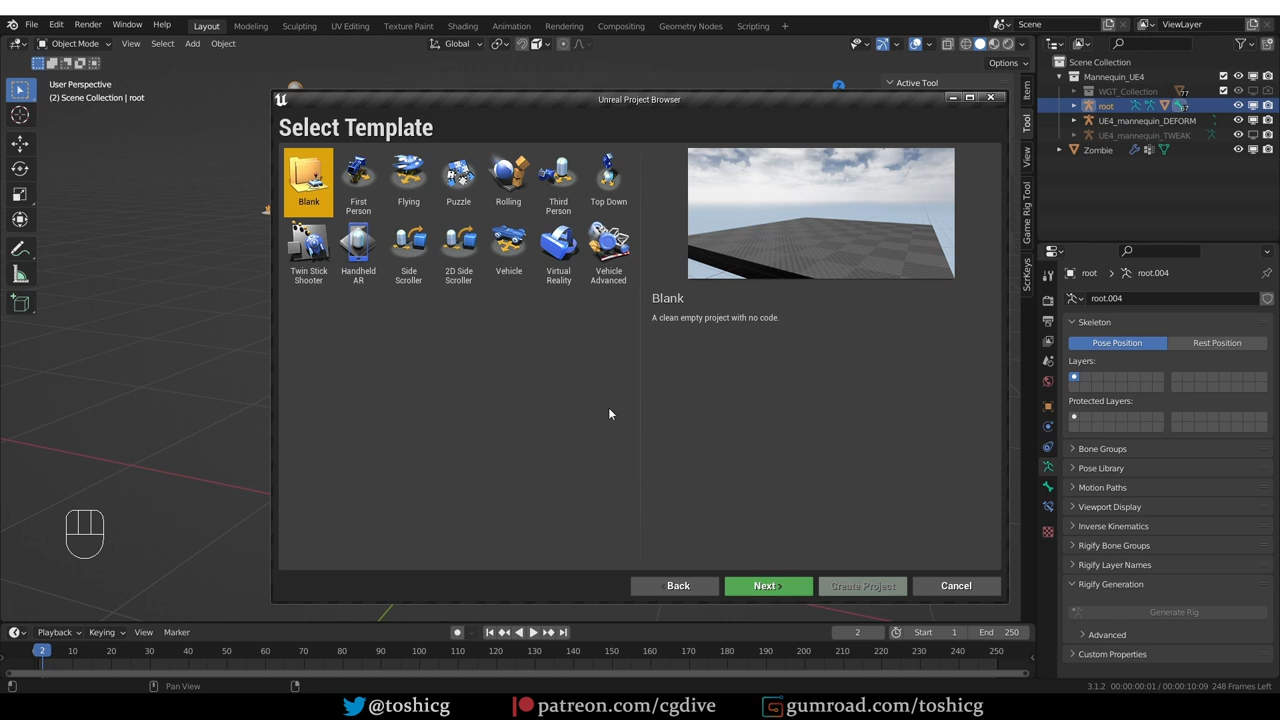 File Edit Render Window Help Layout Modeling Sculpting UV Editing Texture Paint Shading Animation Rendering Compositing Geometry Nodes Scripting + Scene ViewLayer
Object Mode View Select Add Object Global
Options
User Perspective
(2) Scene Collection | root
Active Tool
Item
Tool
View
Game Rig Tool
ScrKeys
Unreal Project Browser
Select Template
Blank
First Person
Flying
Puzzle
Rolling
Third Person
Top Down
Twin Stick Shooter
Handheld AR
Side Scroller
2D Side Scroller
Vehicle
Virtual Reality
Vehicle Advanced
Blank
A clean empty project with no code.
Back
Next
Create Project
Cancel
Scene Collection
Mannequin_UE4
WGT_Collection 77
root 67
UE4_mannequin_DEFORM
UE4_mannequin_TWEAK
Zombie
root root.004
root.004
Skeleton
Pose Position Rest Position
Layers:
Protected Layers:
Bone Groups
Pose Library
Motion Paths
Viewport Display
Inverse Kinematics
Rigify Bone Groups
Rigify Layer Names
Rigify Generation
Generate Rig
Advanced
Custom Properties
Playback Keying View Marker 2 Start 1 End 250
2 10 20 30 40 50 60 70 80 90 100 110 120 130 140 150 160 170 180 190 200 210 220 230 240 250
Pan View
3.1.2 00:00:00:01 / 00:00:10:09 248 Frames Left
@toshicg patreon.com/cgdive gumroad.com/toshicg